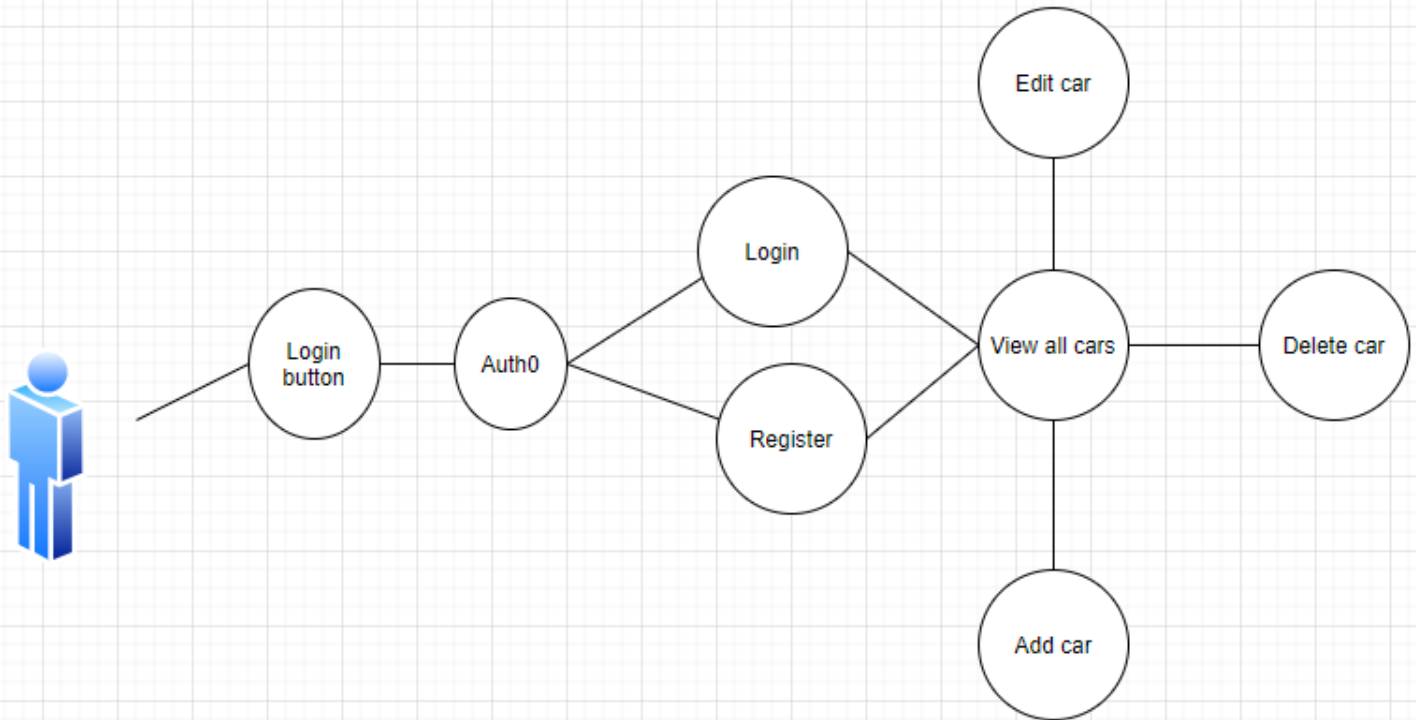 Edit car
Login
View all cars
Login
button
Auth0
Delete car
Register
Add car